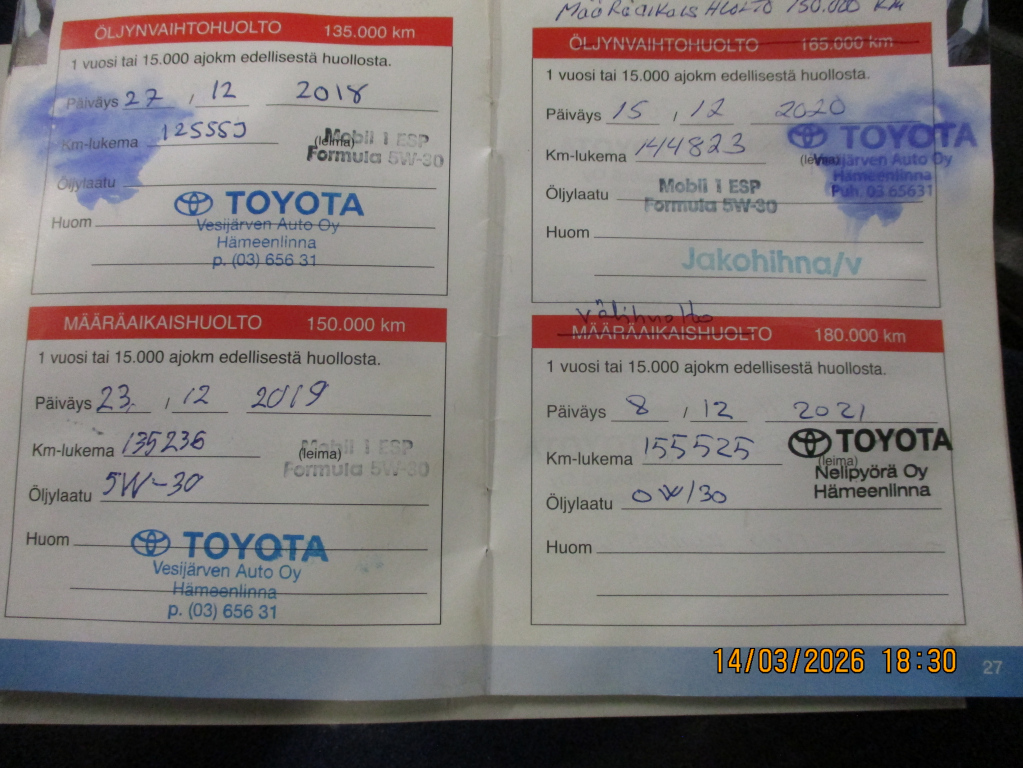 ÖLJYNVAIHTOHUOLTO 135.000 km
1 vuosi tai 15.000 ajokm edellisestä huollosta.
Päiväys 27 / 12 2018
Km-lukema 125553 (leima) Mobil 1 ESP
Formula 5W-30
Öljylaatu
TOYOTA
Huom Vesijärven Auto Oy
Hämeenlinna
p. (03) 656 31
MÄÄRÄAIKAISHUOLTO 150.000 km
1 vuosi tai 15.000 ajokm edellisestä huollosta.
Päiväys 23. / 12 2019
Km-lukema 135236 (leima) Mobil 1 ESP
Formula 5W-30
Öljylaatu 5W-30
Huom TOYOTA
Vesijärven Auto Oy
Hämeenlinna
p. (03) 656 31
MÄÄRÄAIKAIS HUOLTO 150.000 KM
ÖLJYNVAIHTOHUOLTO 165.000 km
1 vuosi tai 15.000 ajokm edellisestä huollosta.
Päiväys 15 / 12 2020
TOYOTA
Km-lukema 144823 (leima) Vesijärven Auto Oy
Hämeenlinna
Puh. 03 65631
Öljylaatu Mobil 1 ESP
Formula 5W-30
Huom
Jakohihna/v
välihuolto
MÄÄRÄAIKAISHUOLTO 180.000 km
1 vuosi tai 15.000 ajokm edellisestä huollosta.
Päiväys 8 / 12 2021
Km-lukema 155525 TOYOTA
(leima)
Nelipyörä Oy
Hämeenlinna
Öljylaatu 0W/30
Huom
14/03/2026 18:30
27